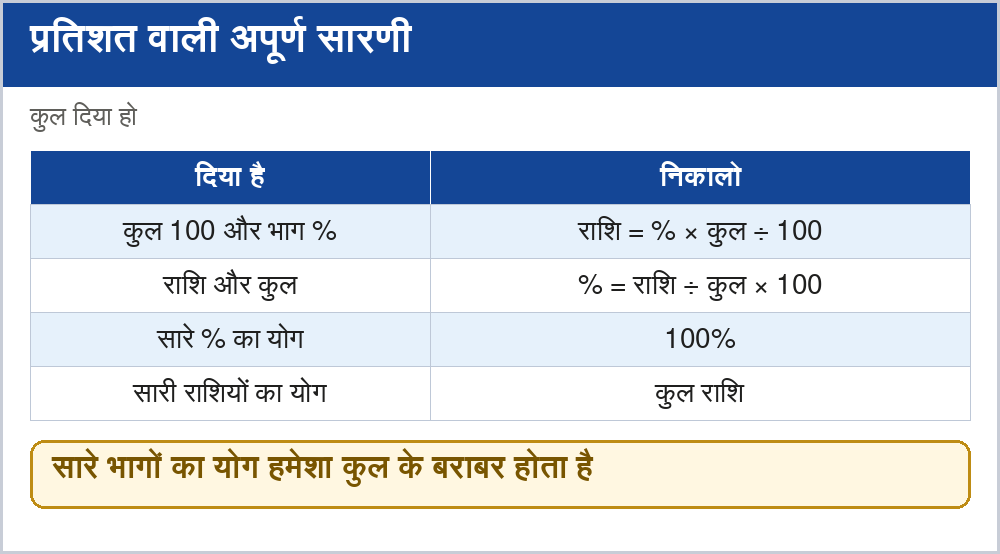 प्रतिशत वाली अपूर्ण सारणी
कुल दिया हो
दिया है निकालो
कुल 100 और भाग % राशि = % × कुल ÷ 100
राशि और कुल % = राशि ÷ कुल × 100
सारे % का योग 100%
सारी राशियों का योग कुल राशि
सारे भागों का योग हमेशा कुल के बराबर होता है